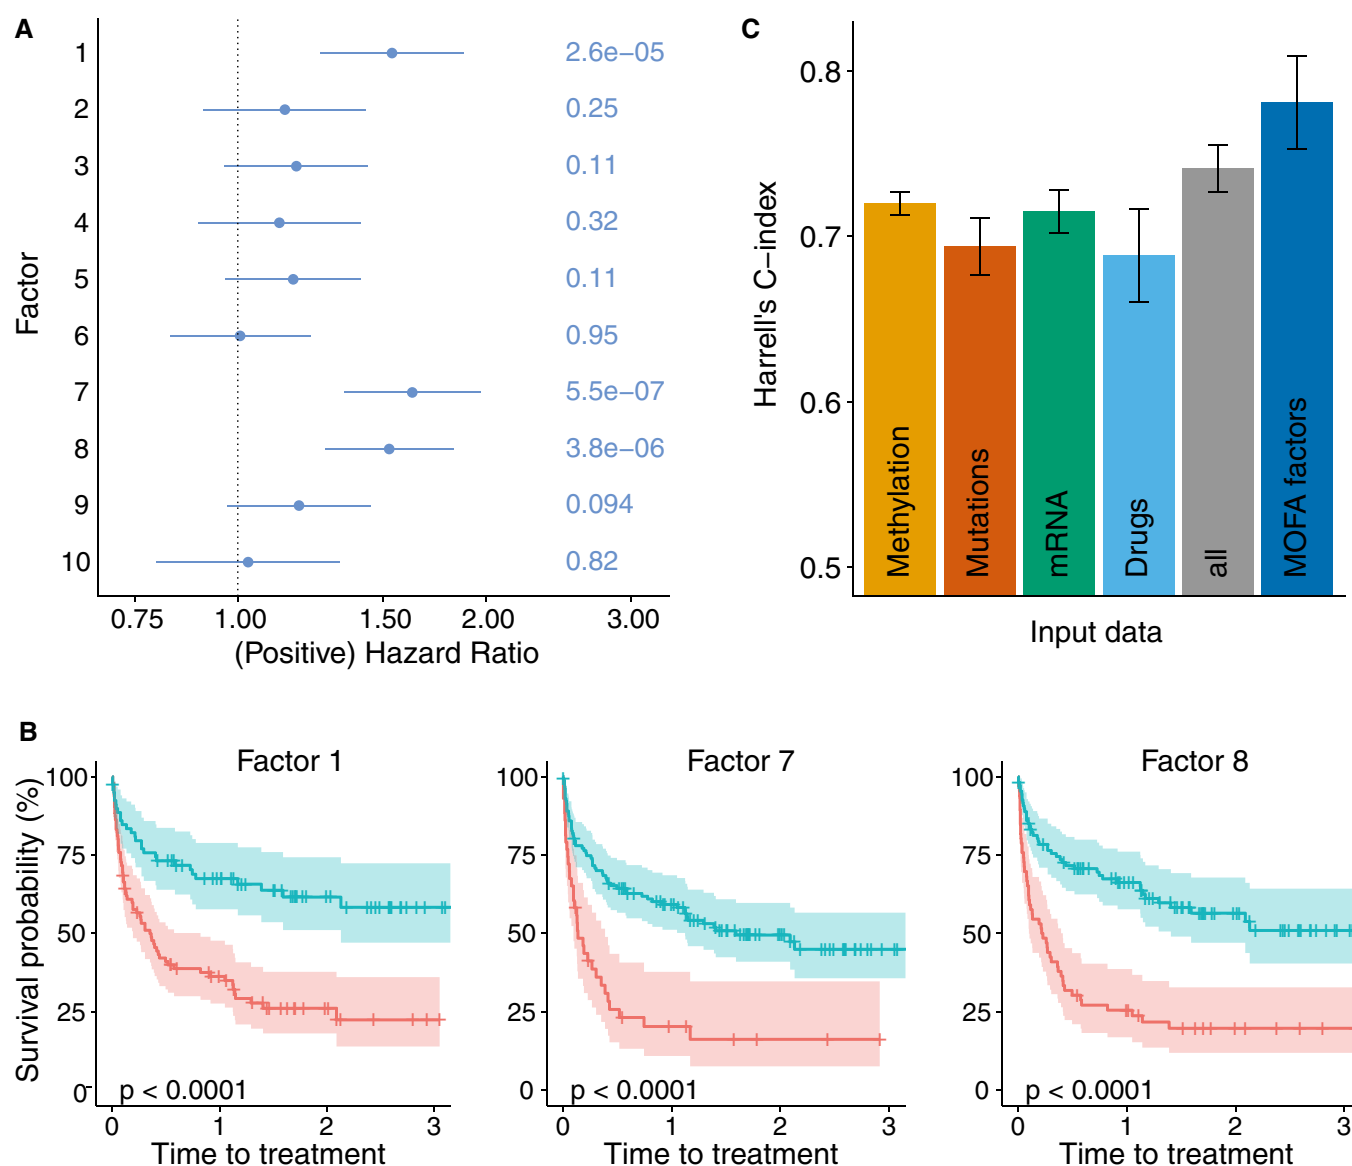 A
1 2.6e−05
2 0.25
3 0.11
4 0.32
5 0.11
6 0.95
7 5.5e−07
8 3.8e−06
9 0.094
10 0.82
Factor
0.75 1.00 1.50 2.00 3.00
(Positive) Hazard Ratio
C
0.8
0.7
0.6
0.5
Harrell's C−index
Methylation
Mutations
mRNA
Drugs
all
MOFA factors
Input data
B
Survival probability (%)
Factor 1
100
75
50
25
0
p < 0.0001
0 1 2 3
Time to treatment
Factor 7
100
75
50
25
0
p < 0.0001
0 1 2 3
Time to treatment
Factor 8
100
75
50
25
0
p < 0.0001
0 1 2 3
Time to treatment